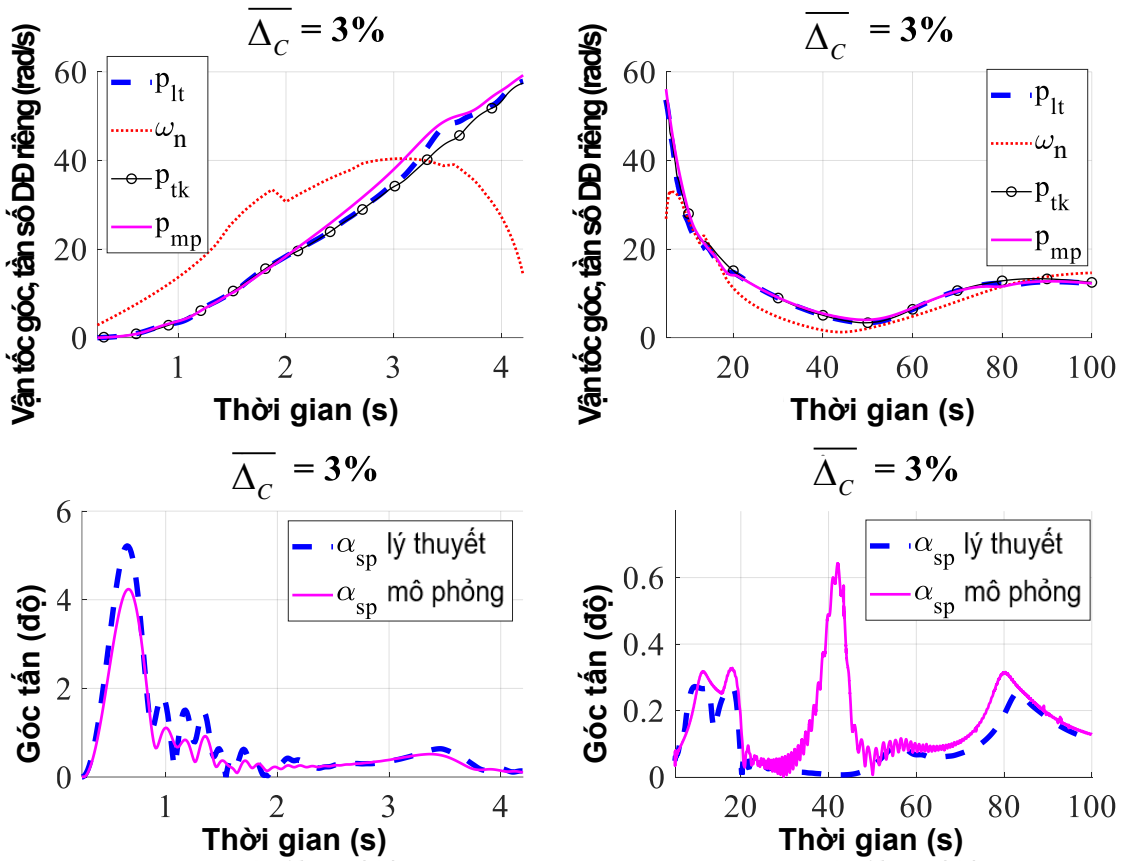 Δ_C = 3%
Vận tốc góc, tần số DĐ riêng (rad/s)
60
40
20
0
p_lt
ω_n
p_tk
p_mp
1 2 3 4
Thời gian (s)
Δ_C = 3%
Vận tốc góc, tần số DĐ riêng (rad/s)
60
40
20
0
p_lt
ω_n
p_tk
p_mp
20 40 60 80 100
Thời gian (s)
Δ_C = 3%
Góc tấn (độ)
6
4
2
0
α_sp lý thuyết
α_sp mô phỏng
1 2 3 4
Thời gian (s)
Δ_C = 3%
Góc tấn (độ)
0.6
0.4
0.2
0
α_sp lý thuyết
α_sp mô phỏng
20 40 60 80 100
Thời gian (s)